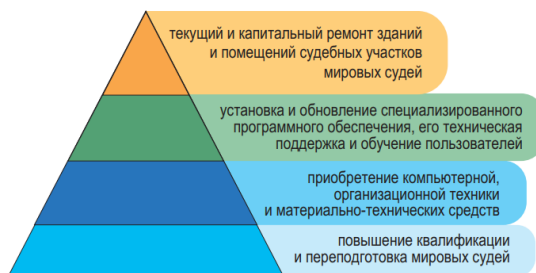 текущий и капитальный ремонт зданий
и помещений судебных участков
мировых судей
установка и обновление специализированного
программного обеспечения, его техническая
поддержка и обучение пользователей
приобретение компьютерной,
организационной техники
и материально-технических средств
повышение квалификации
и переподготовка мировых судей